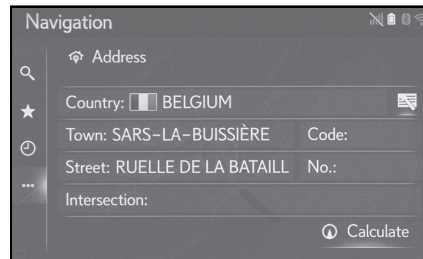 Navigation
Address
Country: BELGIUM
Town: SARS-LA-BUISSIÈRE Code:
Street: RUELLE DE LA BATAILL No.:
Intersection:
Calculate